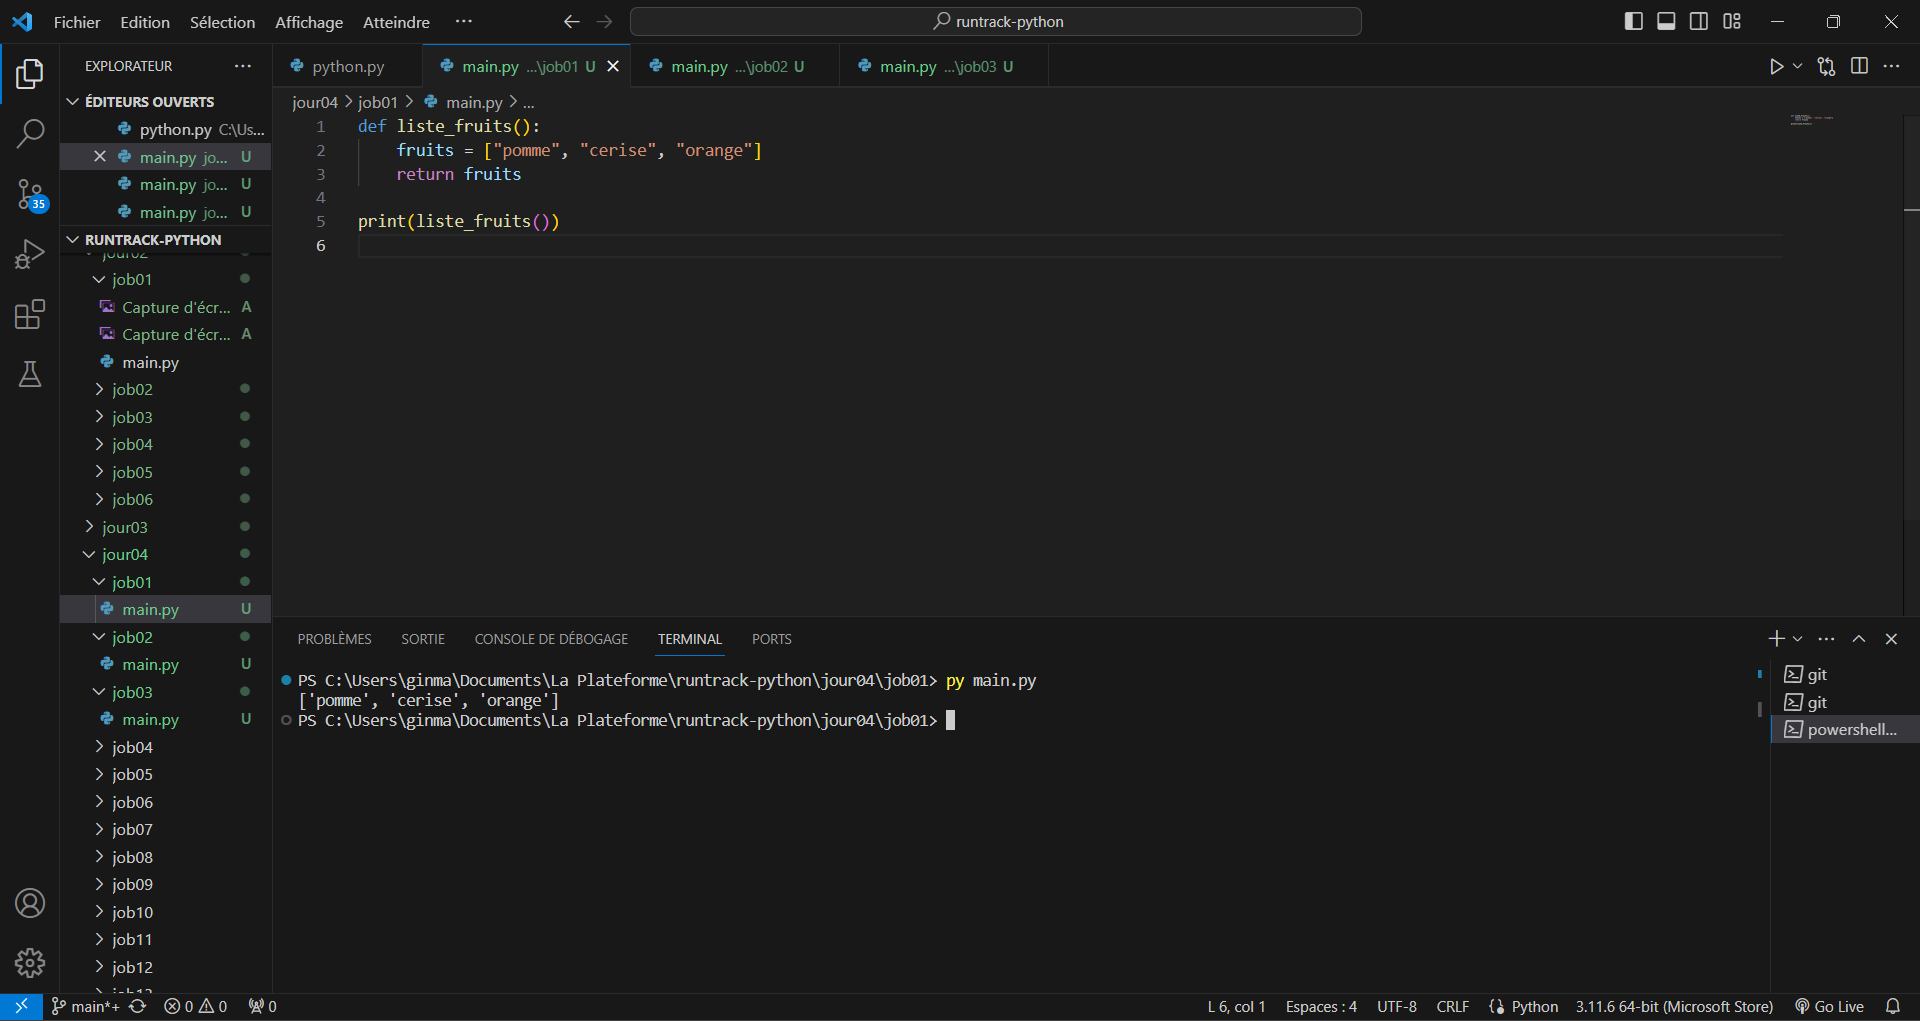 Fichier Edition Sélection Affichage Atteindre ··· runtrack-python
EXPLORATEUR ···
ÉDITEURS OUVERTS
python.py C:\Us...
main.py jo... U
main.py jo... U
main.py jo... U
RUNTRACK-PYTHON
jour02
job01
Capture d'écr... A
Capture d'écr... A
main.py
job02
job03
job04
job05
job06
jour03
jour04
job01
main.py U
job02
main.py U
job03
main.py U
job04
job05
job06
job07
job08
job09
job10
job11
job12
python.py main.py ...\job01 U main.py ...\job02 U main.py ...\job03 U
jour04 > job01 > main.py > ...
1 def liste_fruits():
2 fruits = ["pomme", "cerise", "orange"]
3 return fruits
4
5 print(liste_fruits())
6
PROBLÈMES SORTIE CONSOLE DE DÉBOGAGE TERMINAL PORTS
PS C:\Users\ginma\Documents\La Plateforme\runtrack-python\jour04\job01> py main.py
['pomme', 'cerise', 'orange']
PS C:\Users\ginma\Documents\La Plateforme\runtrack-python\jour04\job01>
git
git
powershell...
35
main*+ 0 0 0 L 6, col 1 Espaces : 4 UTF-8 CRLF Python 3.11.6 64-bit (Microsoft Store) Go Live